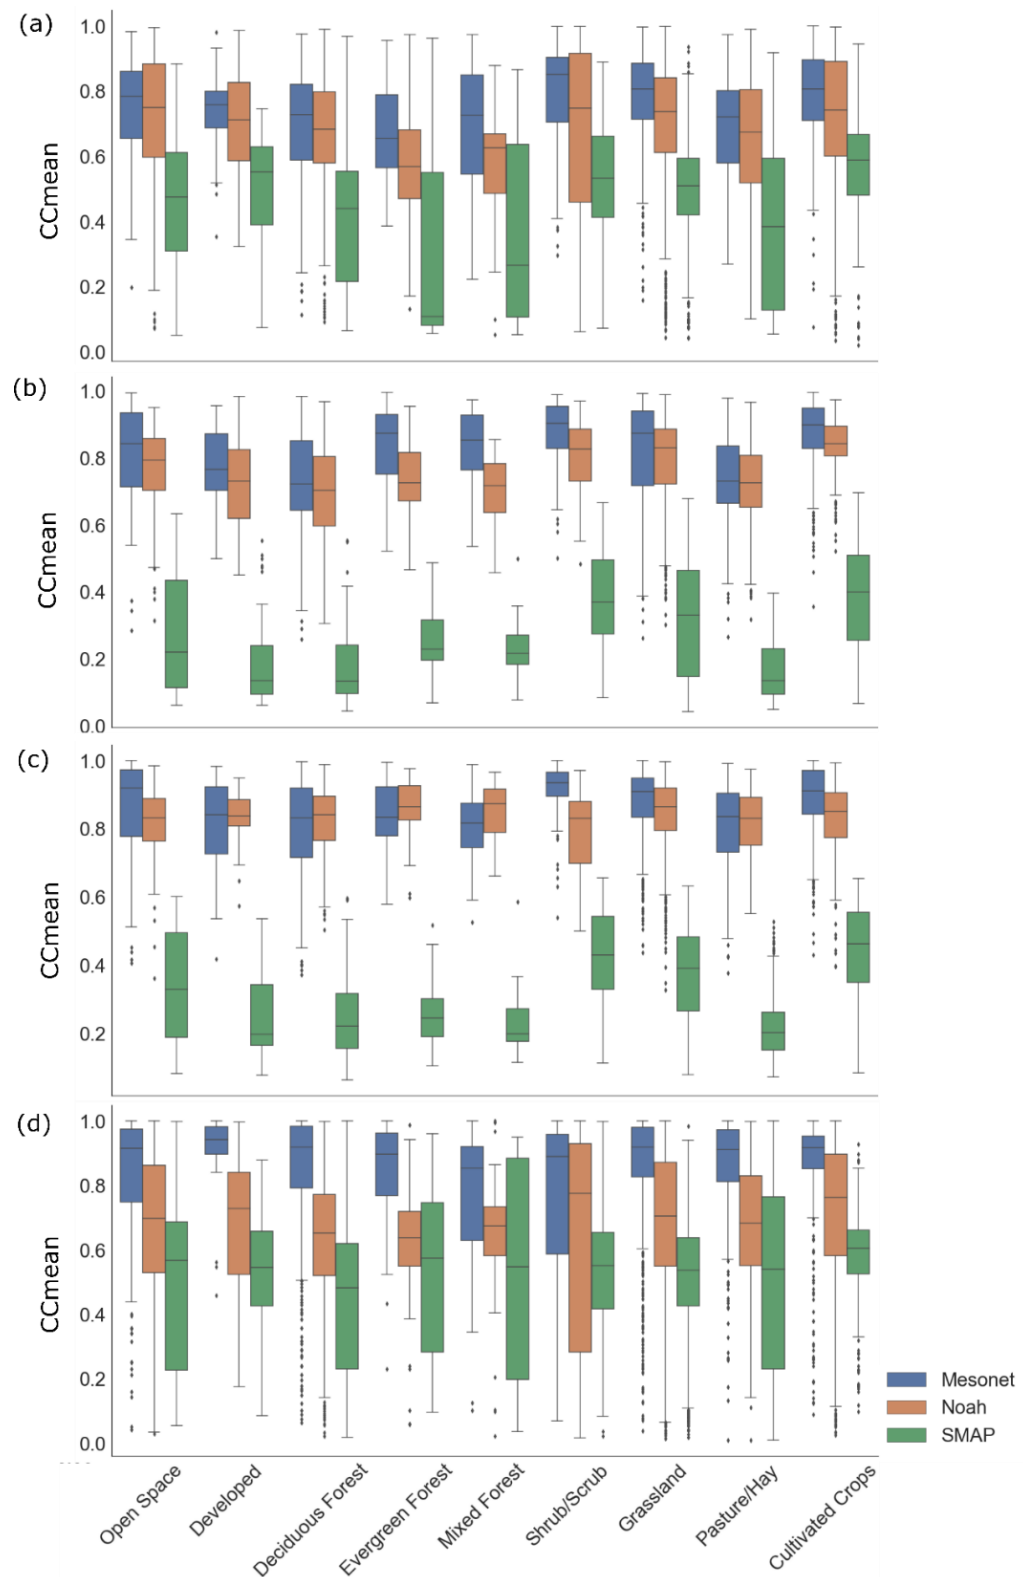 (a)
CCmean
1.0
0.8
0.6
0.4
0.2
0.0
(b)
CCmean
1.0
0.8
0.6
0.4
0.2
0.0
(c)
CCmean
1.0
0.8
0.6
0.4
0.2
(d)
CCmean
1.0
0.8
0.6
0.4
0.2
0.0
Mesonet
Noah
SMAP
Open Space
Developed
Deciduous Forest
Evergreen Forest
Mixed Forest
Shrub/Scrub
Grassland
Pasture/Hay
Cultivated Crops